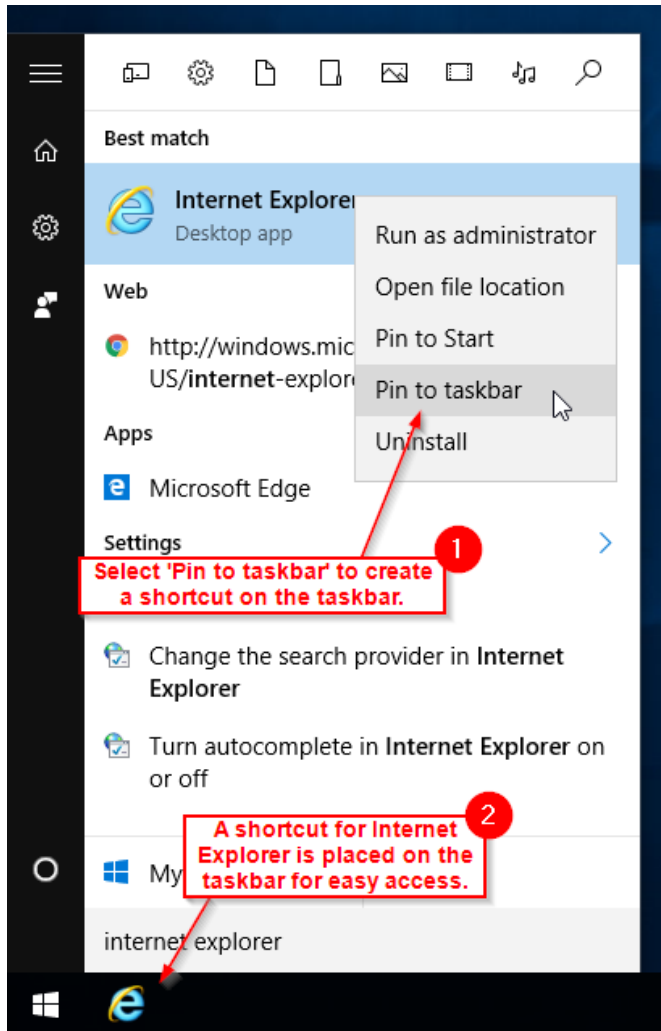 Best match
Internet Explorer
Desktop app
Run as administrator
Open file location
Pin to Start
Pin to taskbar
Uninstall
Web
http://windows.mic
US/internet-explor
Apps
Microsoft Edge
Settings
1
Select 'Pin to taskbar' to create
a shortcut on the taskbar.
Change the search provider in Internet
Explorer
Turn autocomplete in Internet Explorer on
or off
2
A shortcut for Internet
Explorer is placed on the
taskbar for easy access.
My
internet explorer